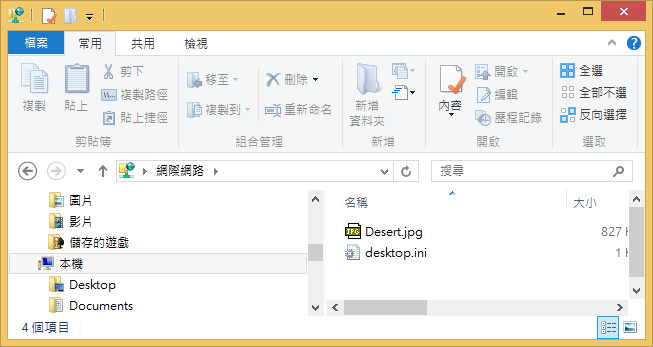 檔案 常用 共用 檢視
複製 貼上 剪下 複製路徑 貼上捷徑
移至 複製到 刪除 重新命名
新增資料夾
內容 開啟 編輯 歷程記錄
全選 全部不選 反向選擇
剪貼簿 組合管理 新增 開啟 選取
網際網路 搜尋
圖片
影片
儲存的遊戲
本機
Desktop
Documents
名稱 大小
Desert.jpg 827
desktop.ini 1
4 個項目